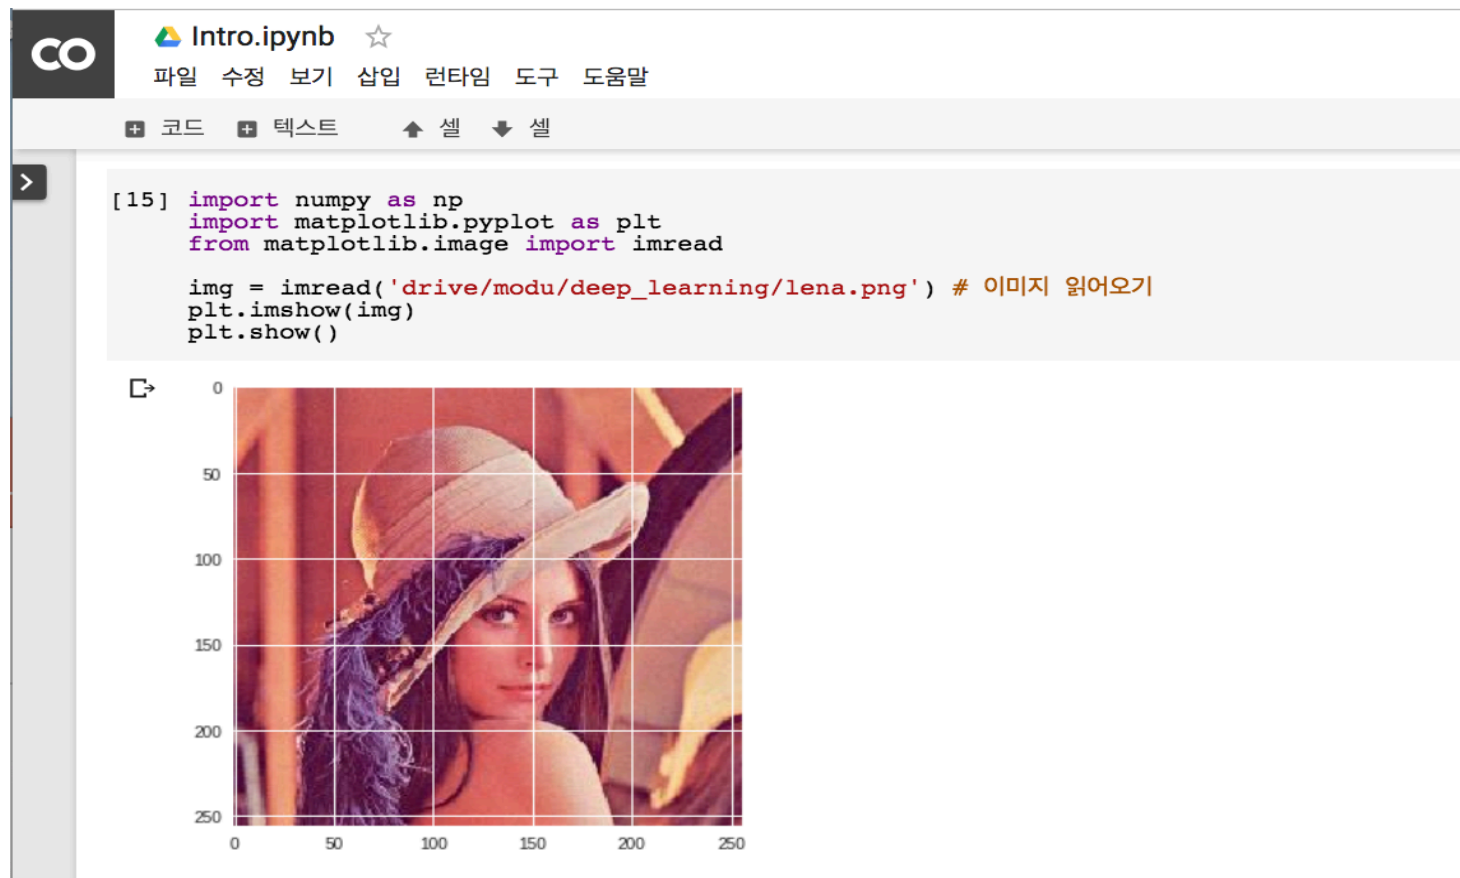 CO Intro.ipynb
파일 수정 보기 삽입 런타임 도구 도움말
코드 텍스트 셀 셀
[15] import numpy as np
import matplotlib.pyplot as plt
from matplotlib.image import imread
img = imread('drive/modu/deep_learning/lena.png') # 이미지 읽어오기
plt.imshow(img)
plt.show()
0
50
100
150
200
250
0 50 100 150 200 250